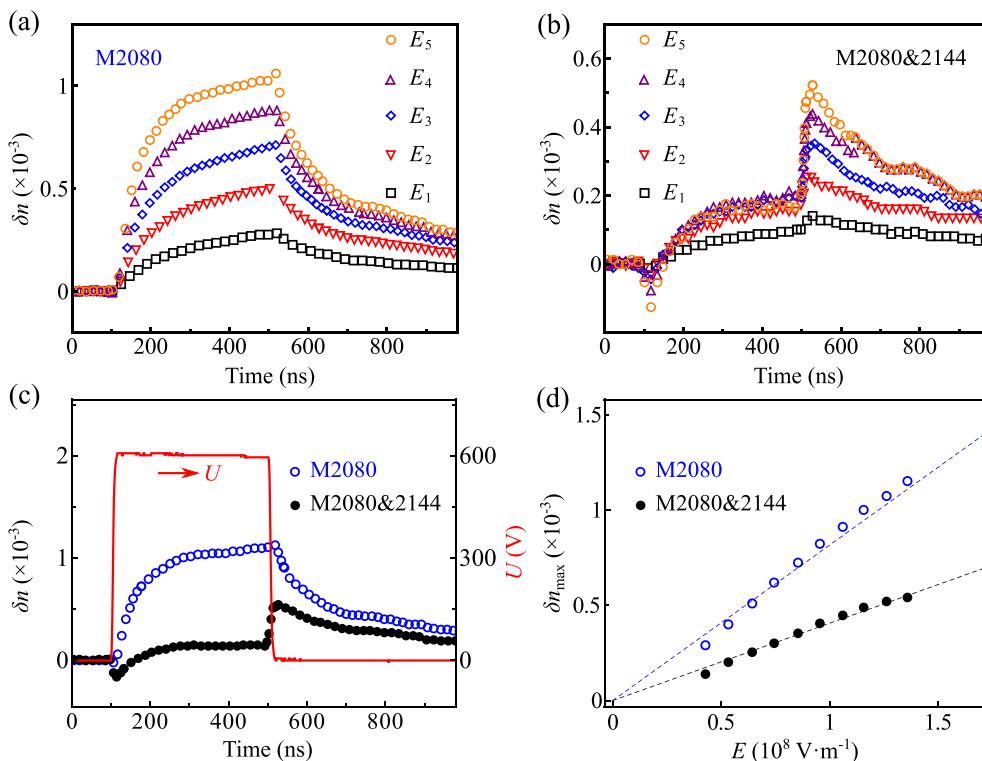 (a)
M2080
E5
E4
E3
E2
E1
δn (×10-3)
1
0.5
0
0 200 400 600 800
Time (ns)
(b)
M2080&2144
E5
E4
E3
E2
E1
δn (×10-3)
0.6
0.4
0.2
0
0 200 400 600 800
Time (ns)
(c)
U
M2080
M2080&2144
δn (×10-3)
2
1
0
U (V)
600
300
0
0 200 400 600 800
Time (ns)
(d)
M2080
M2080&2144
δnmax (×10-3)
1.5
1
0.5
0
0 0.5 1 1.5
E (108 V·m-1)